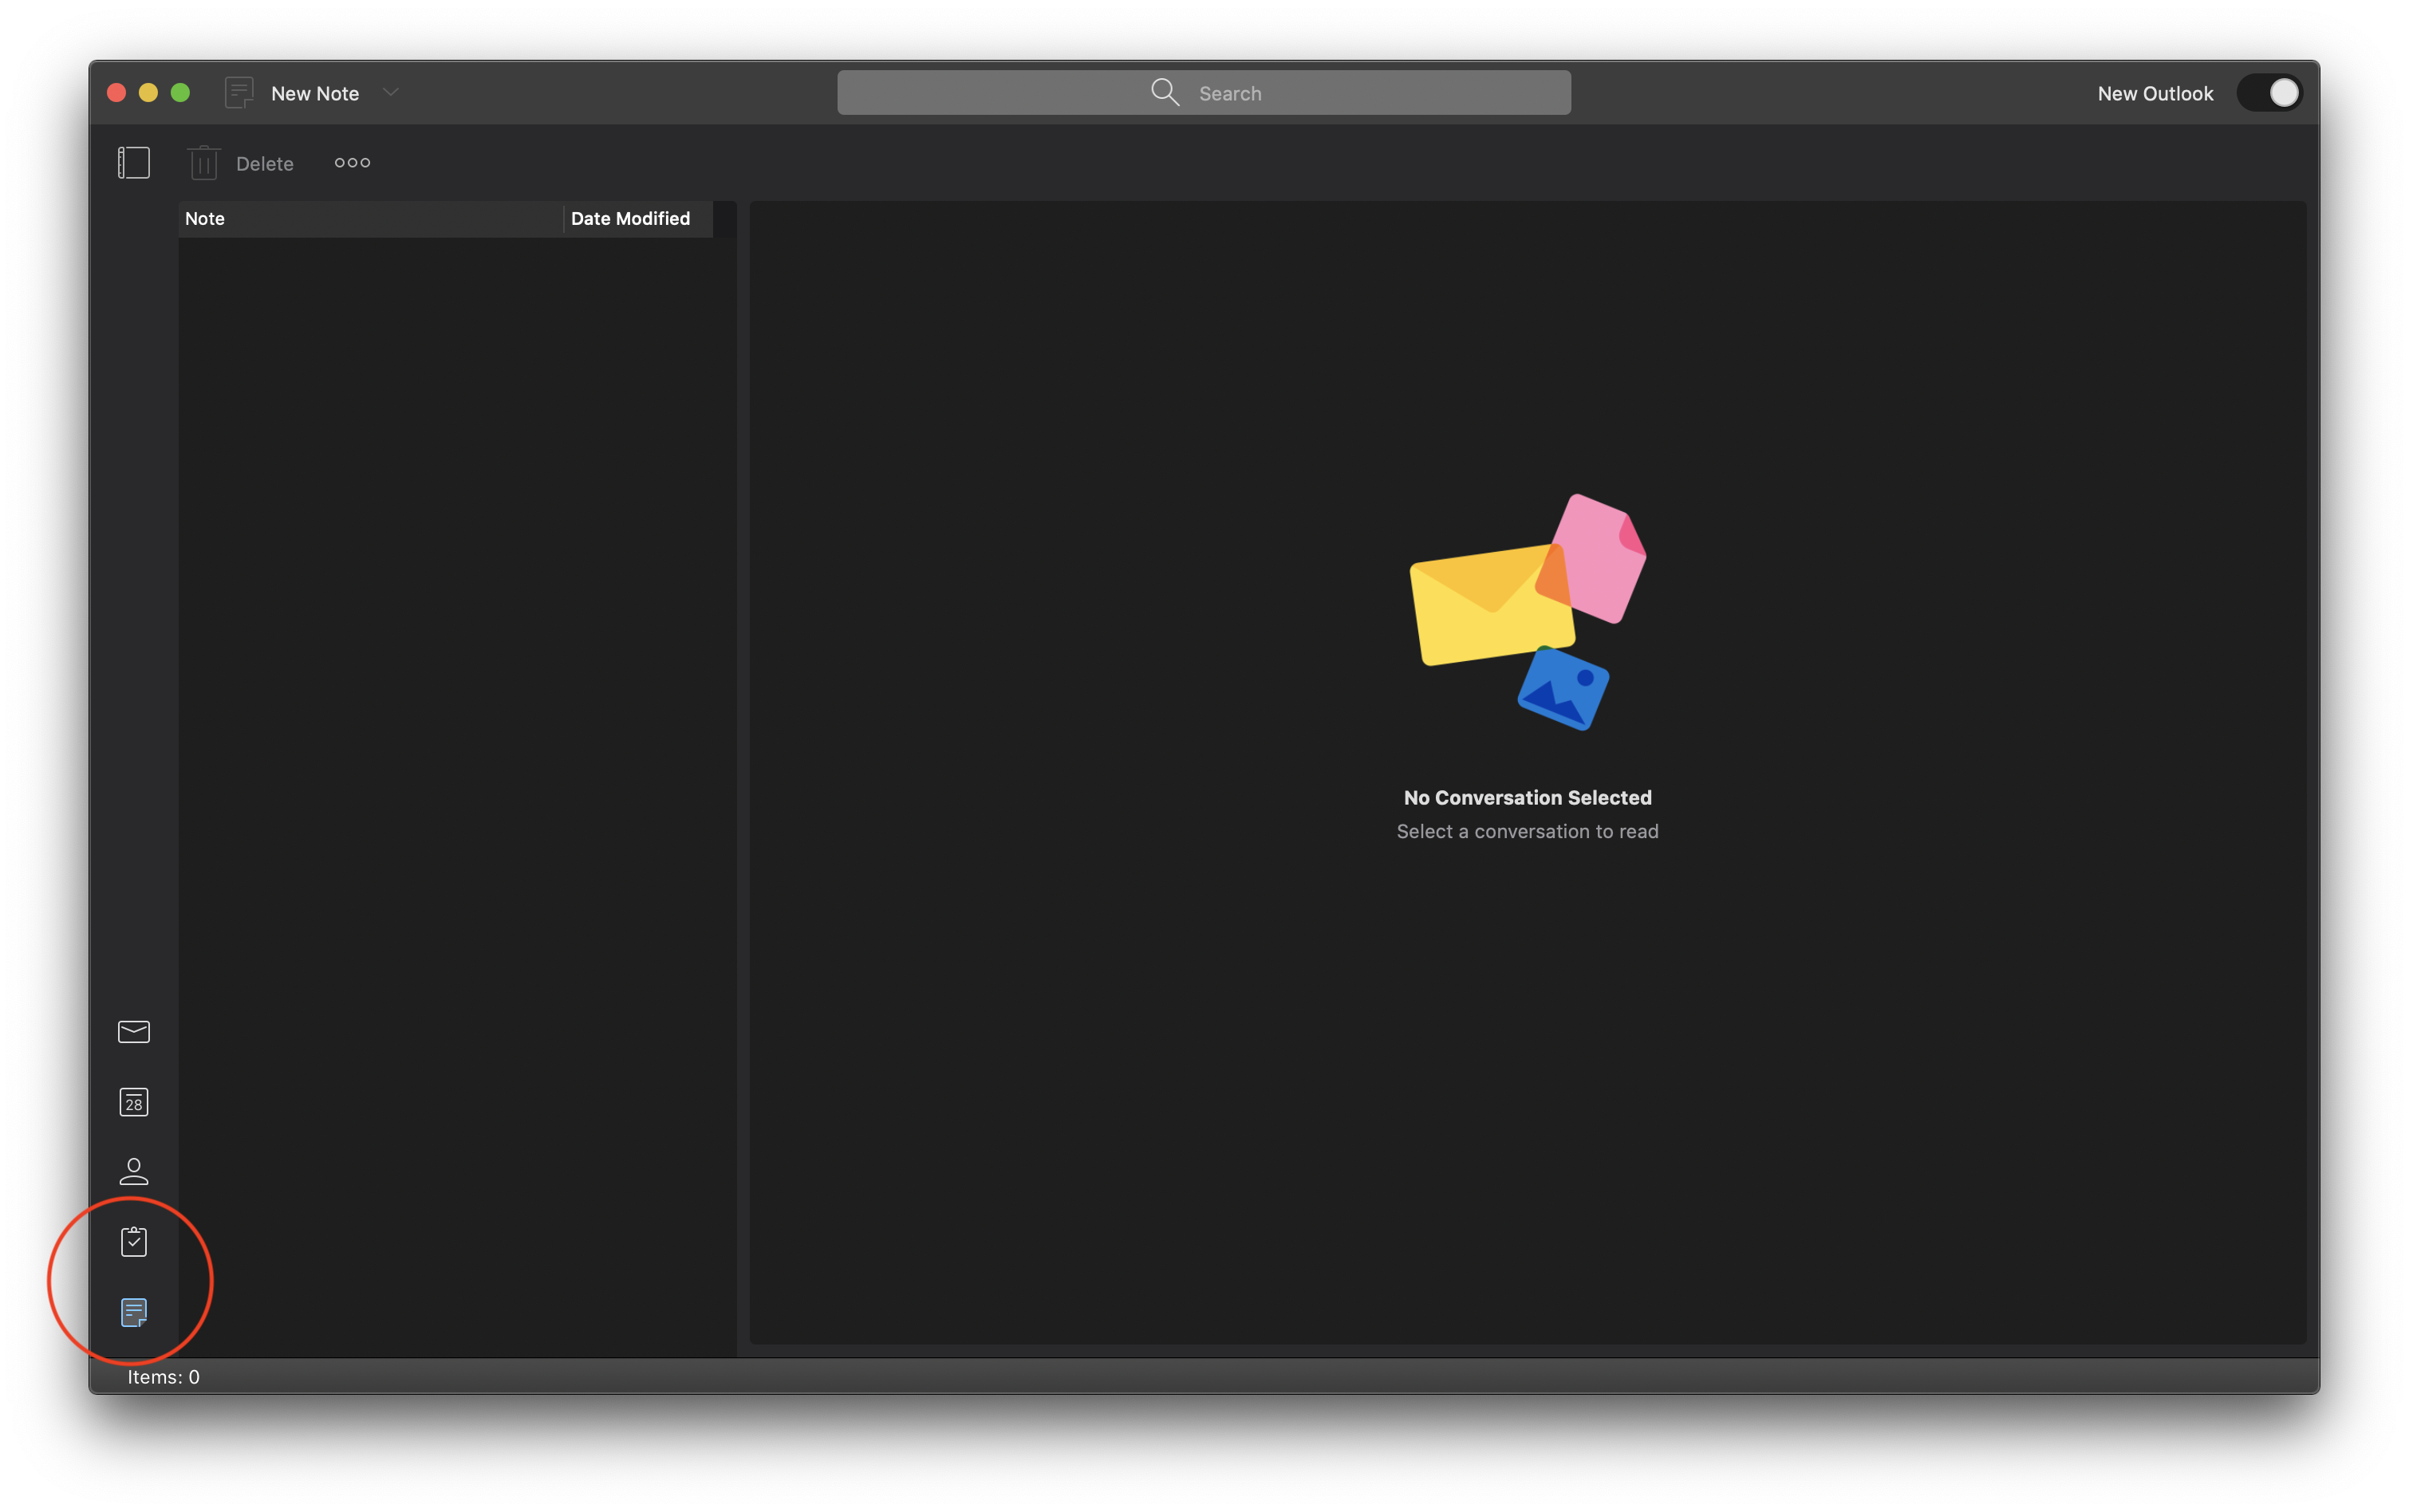 New Note
Search
New Outlook
Delete
Note
Date Modified
No Conversation Selected
Select a conversation to read
28
Items: 0